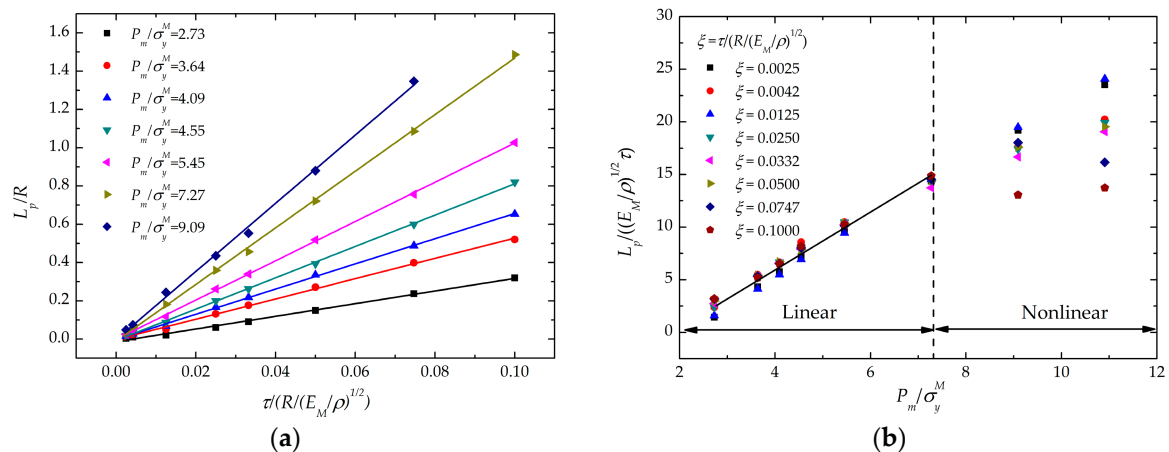 P_m/σ_y^M=2.73
P_m/σ_y^M=3.64
P_m/σ_y^M=4.09
P_m/σ_y^M=4.55
P_m/σ_y^M=5.45
P_m/σ_y^M=7.27
P_m/σ_y^M=9.09
1.6
1.4
1.2
1.0
0.8
0.6
0.4
0.2
0.0
L_p/R
0.00 0.02 0.04 0.06 0.08 0.10
τ/(R/(E_M/ρ)^1/2)
(a)
ξ=τ/(R/(E_M/ρ)^1/2)
ξ = 0.0025
ξ = 0.0042
ξ = 0.0125
ξ = 0.0250
ξ = 0.0332
ξ = 0.0500
ξ = 0.0747
ξ = 0.1000
30
25
20
15
10
5
0
L_p/((E_M/ρ)^1/2 τ)
Linear
Nonlinear
2 4 6 8 10 12
P_m/σ_y^M
(b)